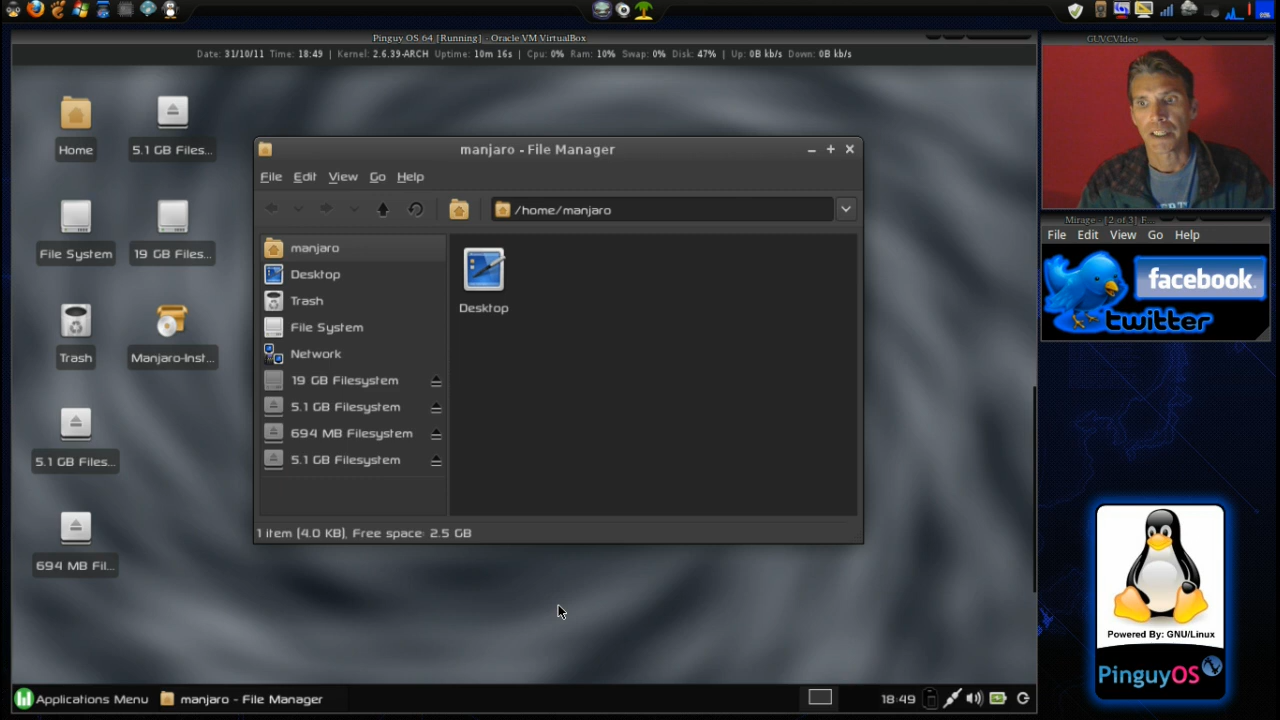 Pinguy OS 64 [Running] - Oracle VM VirtualBox
GUVCVideo
Date: 31/10/11 Time: 18:49 | Kernel: 2.6.39-ARCH Uptime: 10m 16s | Cpu: 0% | Ram: 10% | Swap: 0% | Disk: 47% | Up: 0B kb/s | Down: 0B kb/s
Home
5.1 GB Files...
File System
19 GB Files...
Trash
Manjaro-Inst...
5.1 GB Files...
694 MB Fil...
manjaro - File Manager
File Edit View Go Help
/home/manjaro
manjaro
Desktop
Trash
File System
Network
19 GB Filesystem
5.1 GB Filesystem
694 MB Filesystem
5.1 GB Filesystem
Desktop
1 item (4.0 KB), Free space: 2.5 GB
Mirage - [2 of 3] F...
File Edit View Go Help
facebook.
twitter
Powered By: GNU/Linux
PinguyOS
Applications Menu
manjaro - File Manager
18:49